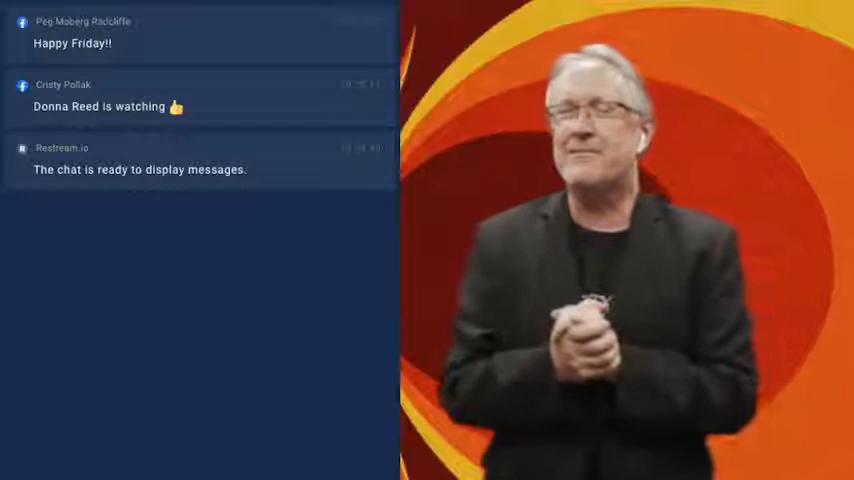 Peg Moberg Radcliffe
Happy Friday!!
Cristy Pollak
Donna Reed is watching 👍
Restream.io
The chat is ready to display messages.